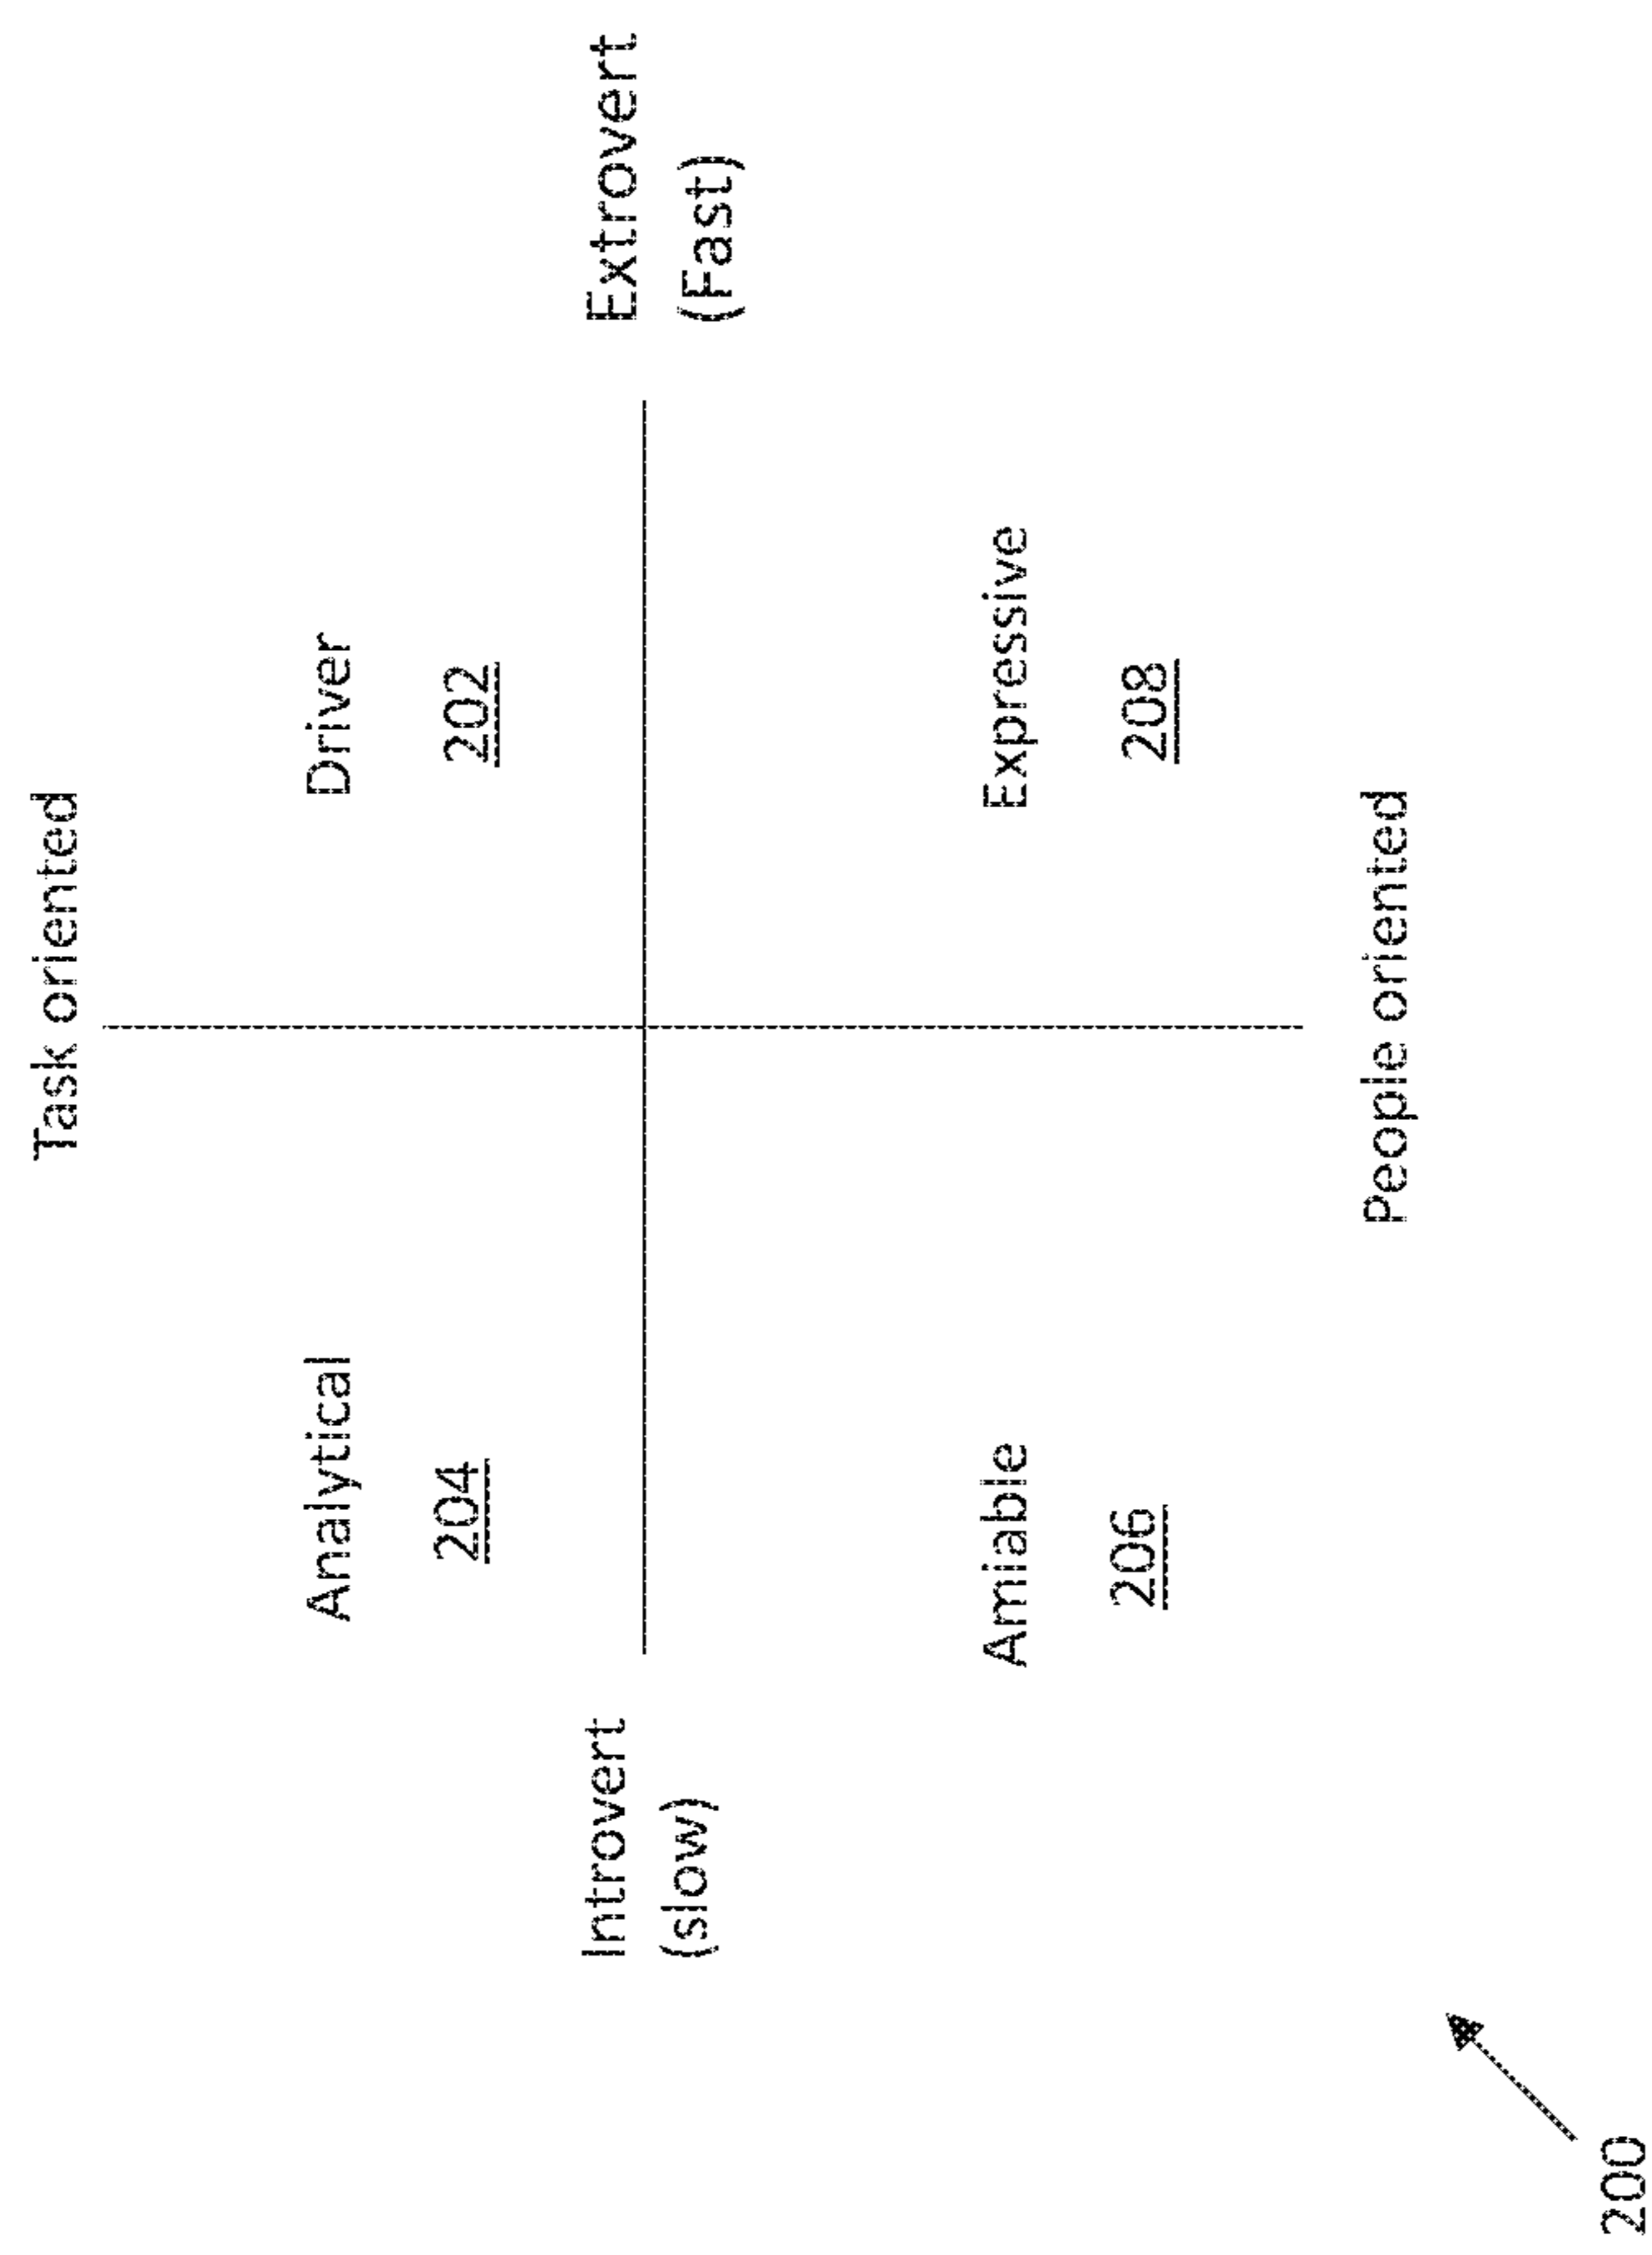 Task oriented
Analytical
Driver
204
202
Introvert
(slow)
Extrovert
(Fast)
Amiable
Expressive
206
208
People oriented
200